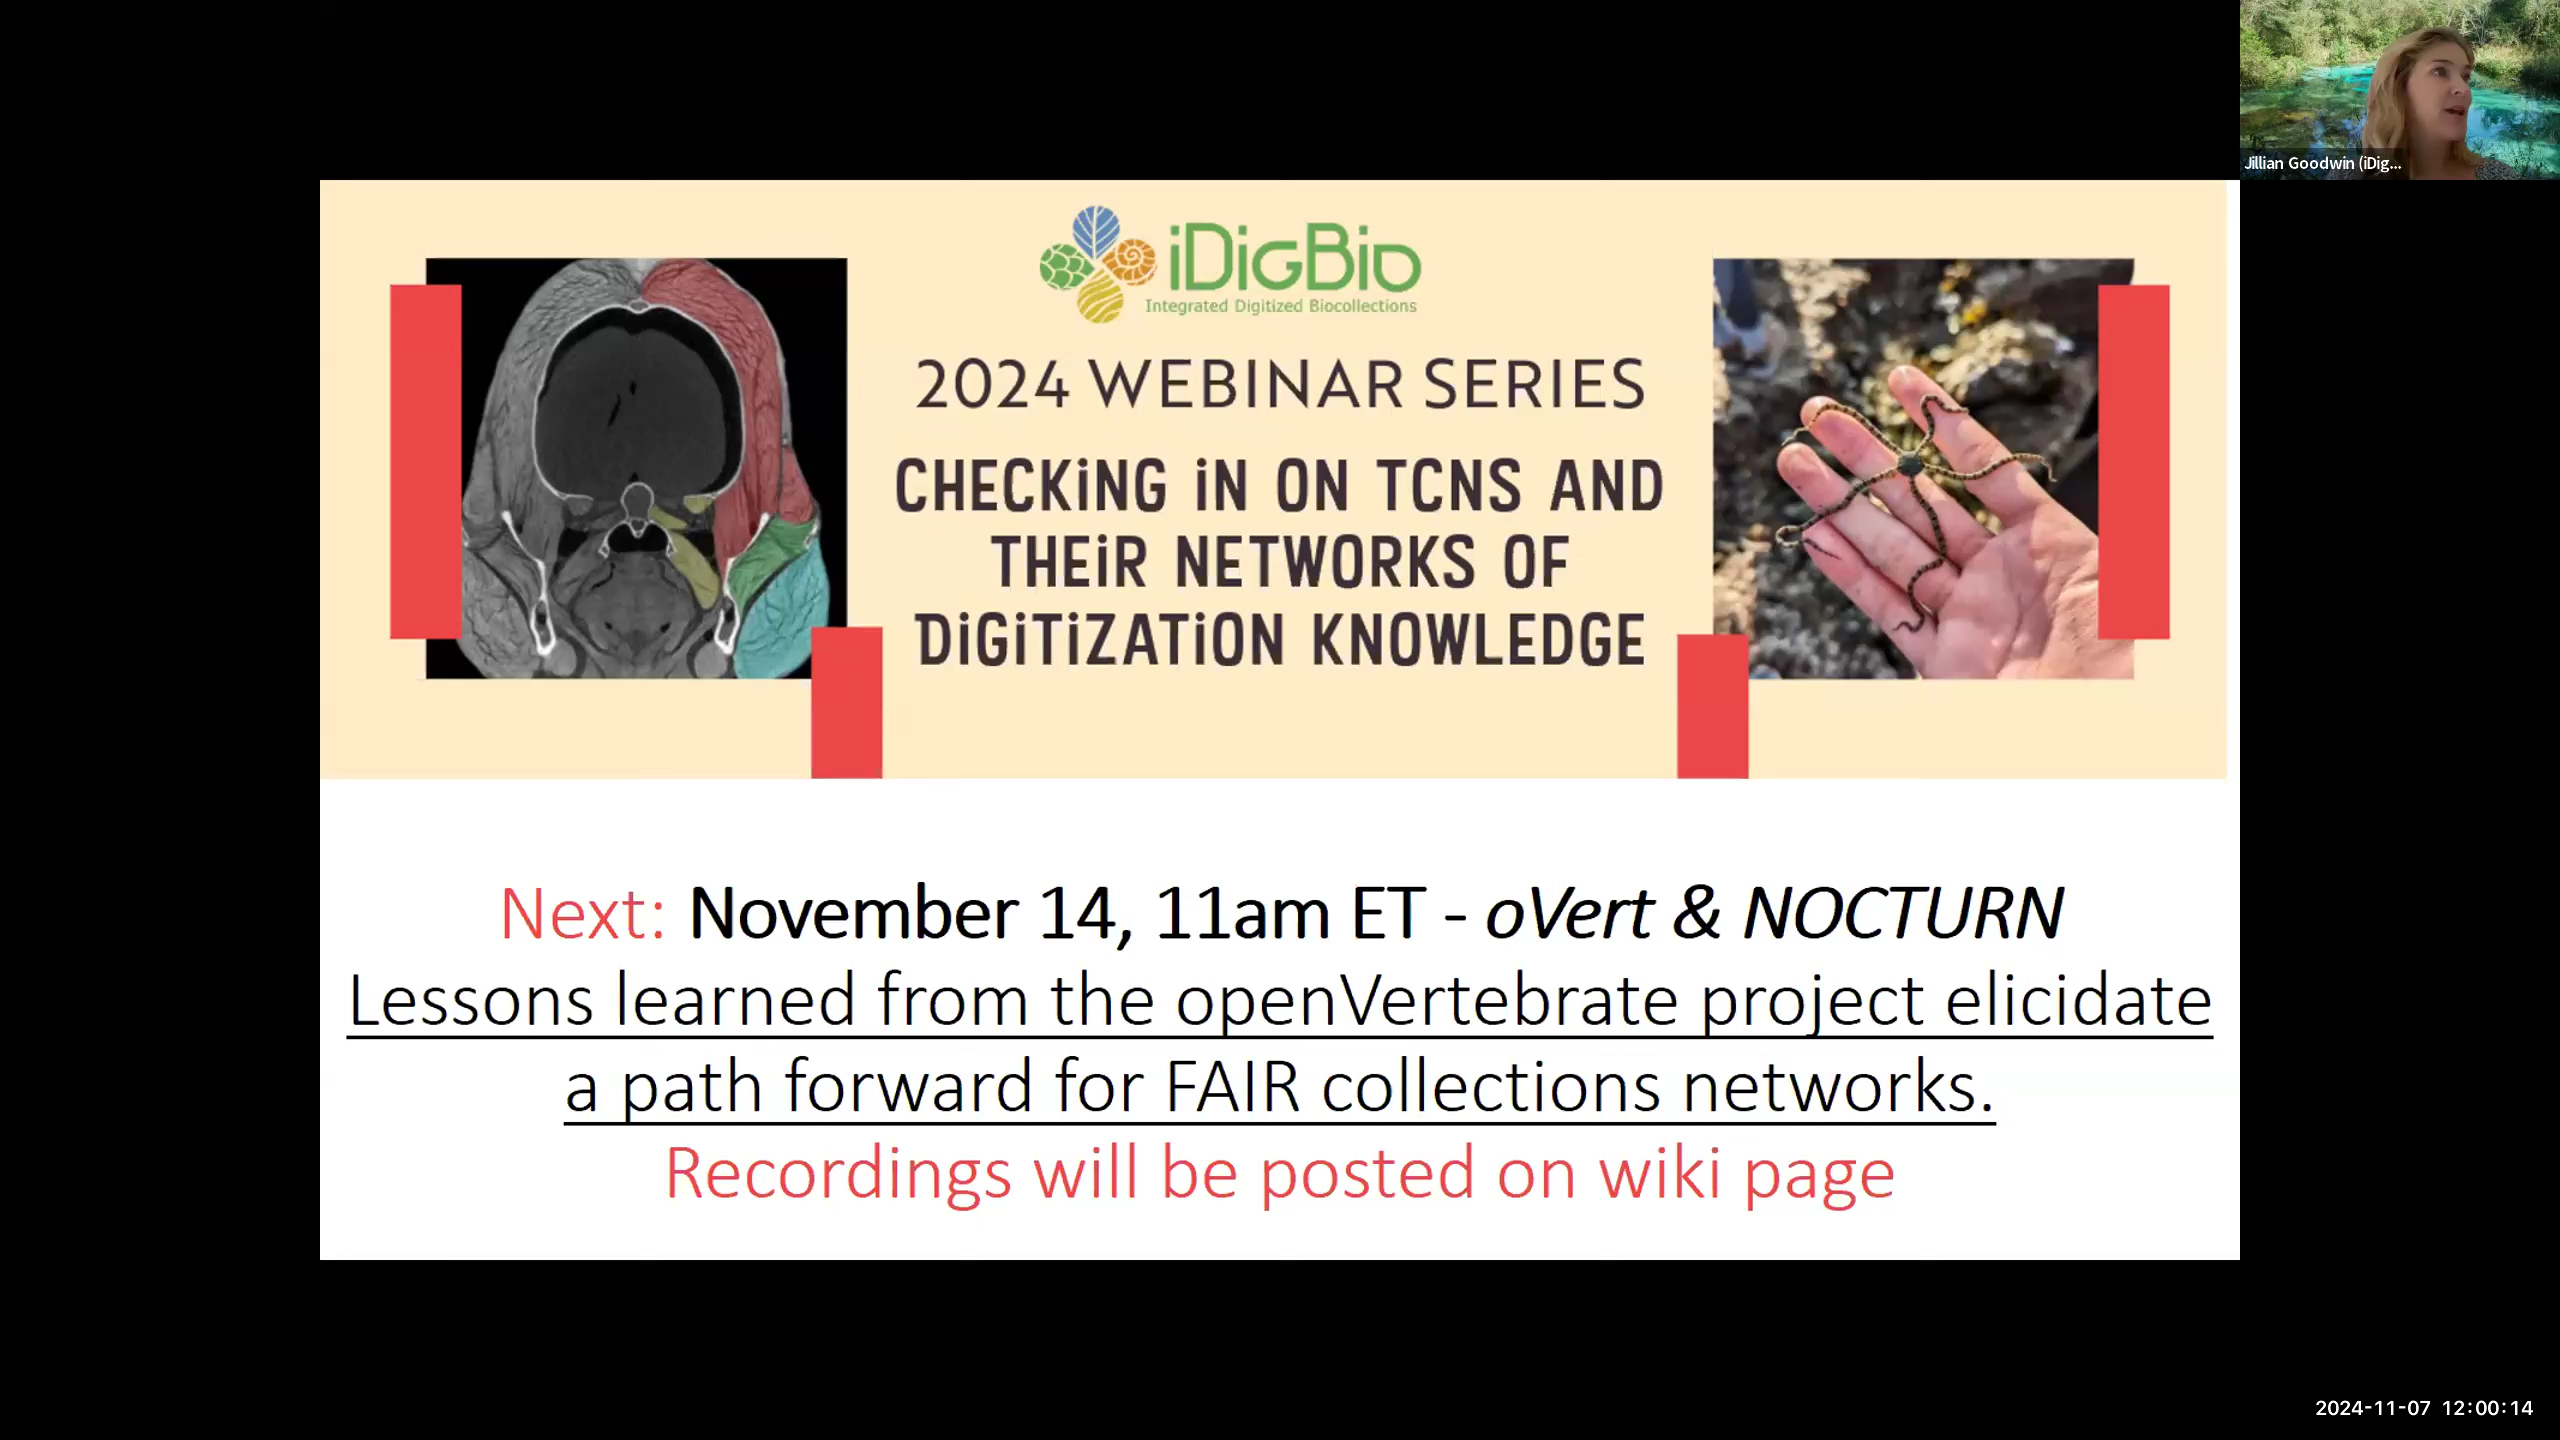 Jillian Goodwin (iDig...
iDigBio
Integrated Digitized Biocollections
2024 WEBINAR SERIES
CHECKiNG iN ON TCNS AND
THEiR NETWORKS OF
DiGiTiZATiON KNOWLEDGE
Next: November 14, 11am ET - oVert & NOCTURN
Lessons learned from the openVertebrate project elicidate
a path forward for FAIR collections networks.
Recordings will be posted on wiki page
2024-11-07 12:00:14